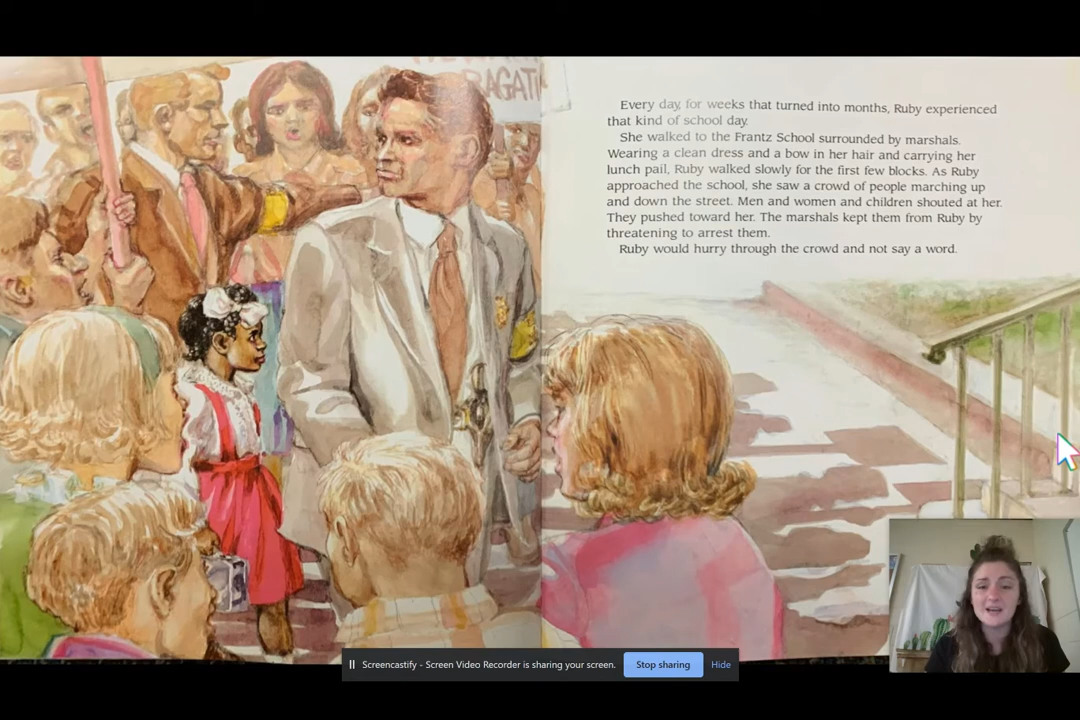 Every day, for weeks that turned into months, Ruby experienced
that kind of school day.
She walked to the Frantz School surrounded by marshals.
Wearing a clean dress and a bow in her hair and carrying her
lunch pail, Ruby walked slowly for the first few blocks. As Ruby
approached the school, she saw a crowd of people marching up
and down the street. Men and women and children shouted at her.
They pushed toward her. The marshals kept them from Ruby by
threatening to arrest them.
Ruby would hurry through the crowd and not say a word.
Screencastify - Screen Video Recorder is sharing your screen.
Stop sharing
Hide